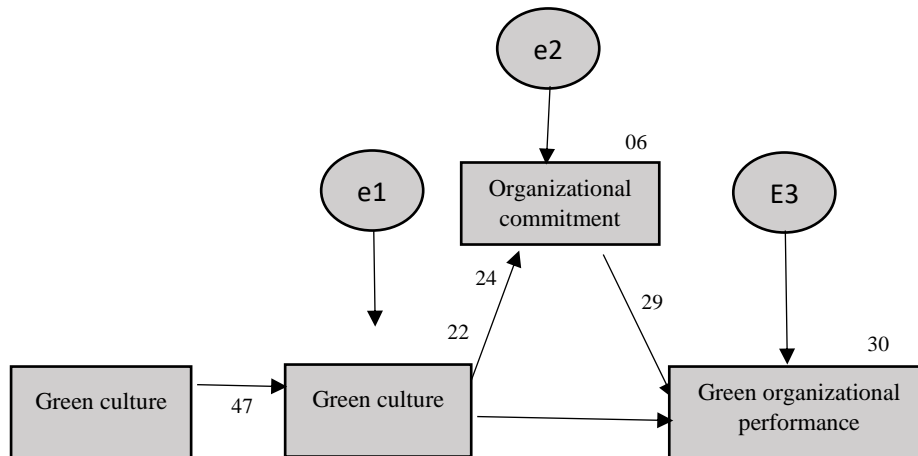 e2
06
Organizational
commitment
e1
E3
24
22
29
30
Green culture
47
Green culture
Green organizational
performance